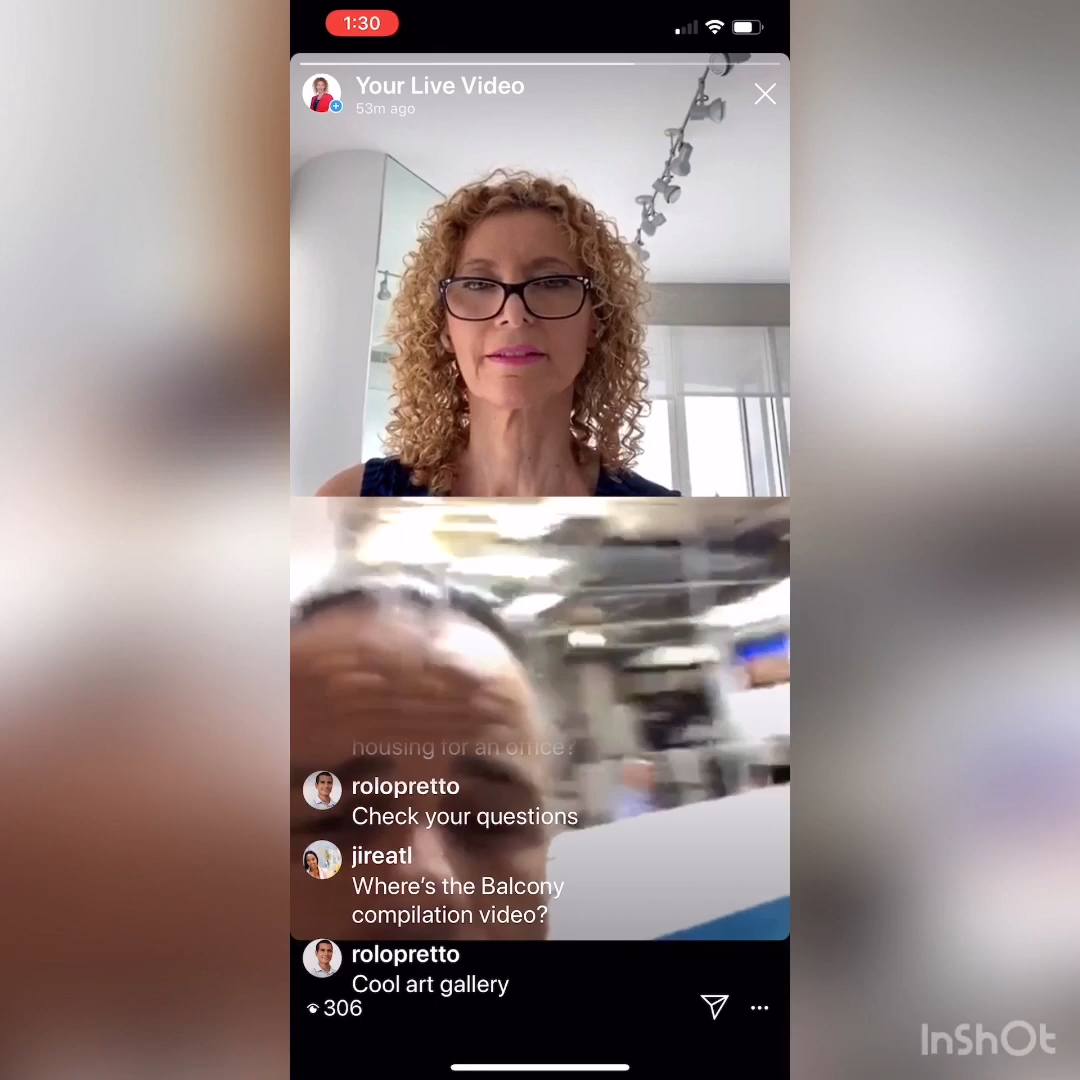 1:30
Your Live Video
53m ago
housing for an office?
rolopretto
Check your questions
jireatl
Where's the Balcony
compilation video?
rolopretto
Cool art gallery
306
InShOt